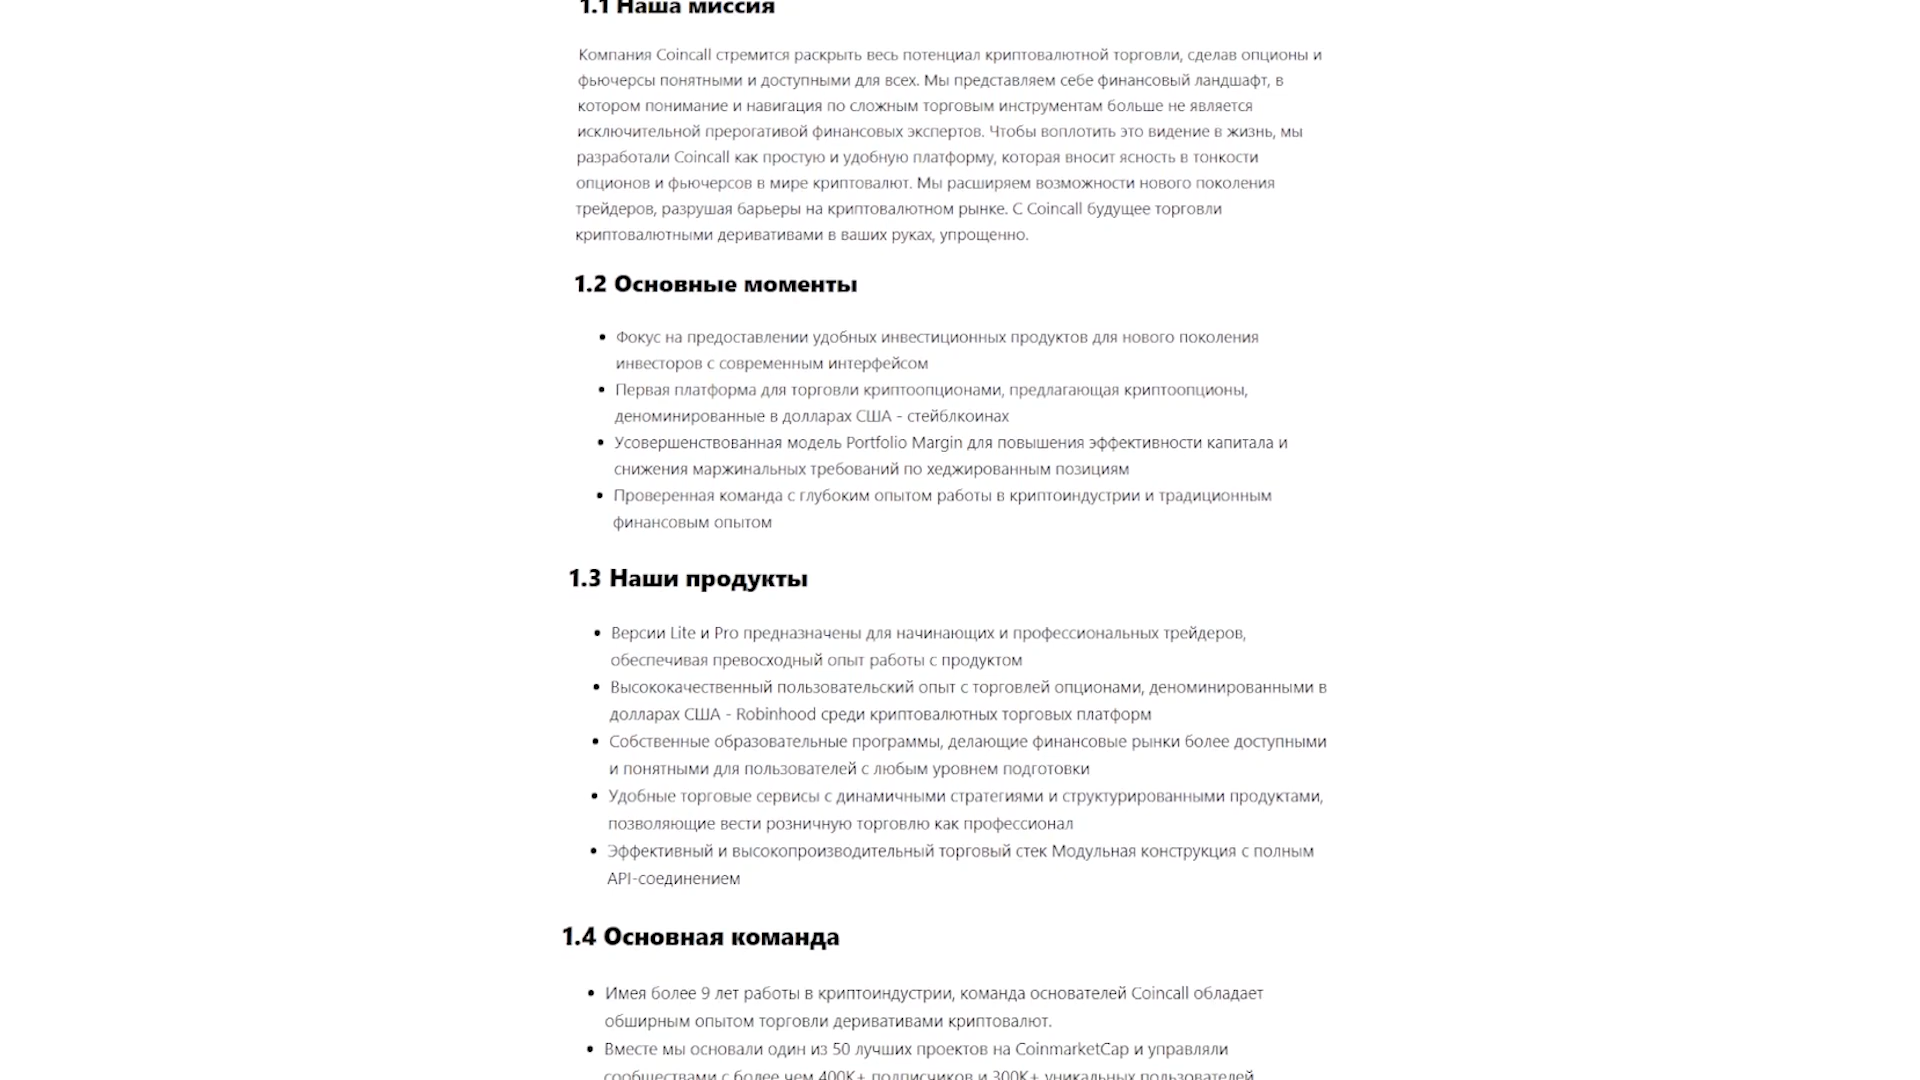 1.1 Наша миссия
Компания Coincall стремится раскрыть весь потенциал криптовалютной торговли, сделав опционы и
фьючерсы понятными и доступными для всех. Мы представляем себе финансовый ландшафт, в
котором понимание и навигация по сложным торговым инструментам больше не является
исключительной прерогативой финансовых экспертов. Чтобы воплотить это видение в жизнь, мы
разработали Coincall как простую и удобную платформу, которая вносит ясность в тонкости
опционов и фьючерсов в мире криптовалют. Мы расширяем возможности нового поколения
трейдеров, разрушая барьеры на криптовалютном рынке. С Coincall будущее торговли
криптовалютными деривативами в ваших руках, упрощенно.
1.2 Основные моменты
• Фокус на предоставлении удобных инвестиционных продуктов для нового поколения
инвесторов с современным интерфейсом
• Первая платформа для торговли криптоопционами, предлагающая криптоопционы,
деноминированные в долларах США - стейблкоинах
• Усовершенствованная модель Portfolio Margin для повышения эффективности капитала и
снижения маржинальных требований по хеджированным позициям
• Проверенная команда с глубоким опытом работы в криптоиндустрии и традиционным
финансовым опытом
1.3 Наши продукты
• Версии Lite и Pro предназначены для начинающих и профессиональных трейдеров,
обеспечивая превосходный опыт работы с продуктом
• Высококачественный пользовательский опыт с торговлей опционами, деноминированными в
долларах США - Robinhood среди криптовалютных торговых платформ
• Собственные образовательные программы, делающие финансовые рынки более доступными
и понятными для пользователей с любым уровнем подготовки
• Удобные торговые сервисы с динамичными стратегиями и структурированными продуктами,
позволяющие вести розничную торговлю как профессионал
• Эффективный и высокопроизводительный торговый стек Модульная конструкция с полным
API-соединением
1.4 Основная команда
• Имея более 9 лет работы в криптоиндустрии, команда основателей Coincall обладает
обширным опытом торговли деривативами криптовалют.
• Вместе мы основали один из 50 лучших проектов на CoinmarketCap и управляли
сообществами с более чем 400K+ подписчиков и 300K+ уникальных пользователей